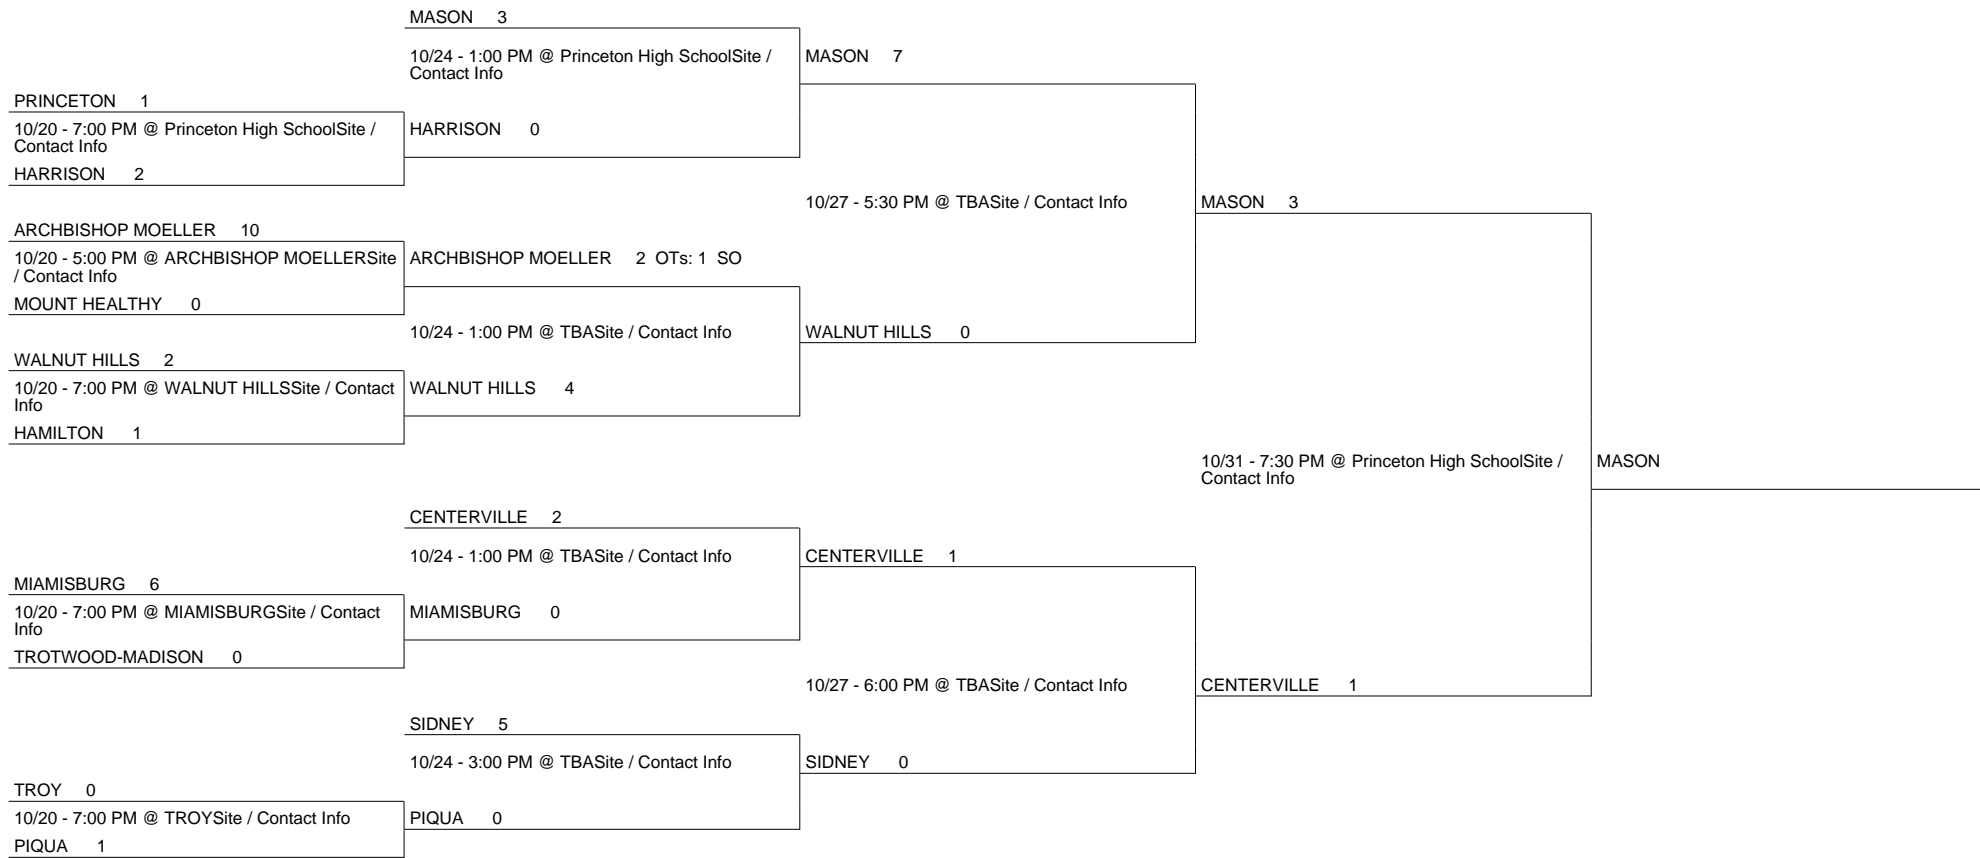 MASON 3
10/24 - 1:00 PM @ Princeton High SchoolSite /
Contact Info
MASON 7
PRINCETON 1
10/20 - 7:00 PM @ Princeton High SchoolSite /
Contact Info
HARRISON 2
HARRISON 0
10/27 - 5:30 PM @ TBASite / Contact Info
MASON 3
ARCHBISHOP MOELLER 10
10/20 - 5:00 PM @ ARCHBISHOP MOELLERSite
/ Contact Info
MOUNT HEALTHY 0
ARCHBISHOP MOELLER 2 OTs: 1 SO
10/24 - 1:00 PM @ TBASite / Contact Info
WALNUT HILLS 0
WALNUT HILLS 2
10/20 - 7:00 PM @ WALNUT HILLSSite / Contact
Info
HAMILTON 1
WALNUT HILLS 4
10/31 - 7:30 PM @ Princeton High SchoolSite /
Contact Info
MASON
CENTERVILLE 2
10/24 - 1:00 PM @ TBASite / Contact Info
CENTERVILLE 1
MIAMISBURG 6
10/20 - 7:00 PM @ MIAMISBURGSite / Contact
Info
TROTWOOD-MADISON 0
MIAMISBURG 0
10/27 - 6:00 PM @ TBASite / Contact Info
CENTERVILLE 1
SIDNEY 5
10/24 - 3:00 PM @ TBASite / Contact Info
SIDNEY 0
TROY 0
10/20 - 7:00 PM @ TROYSite / Contact Info
PIQUA 1
PIQUA 0